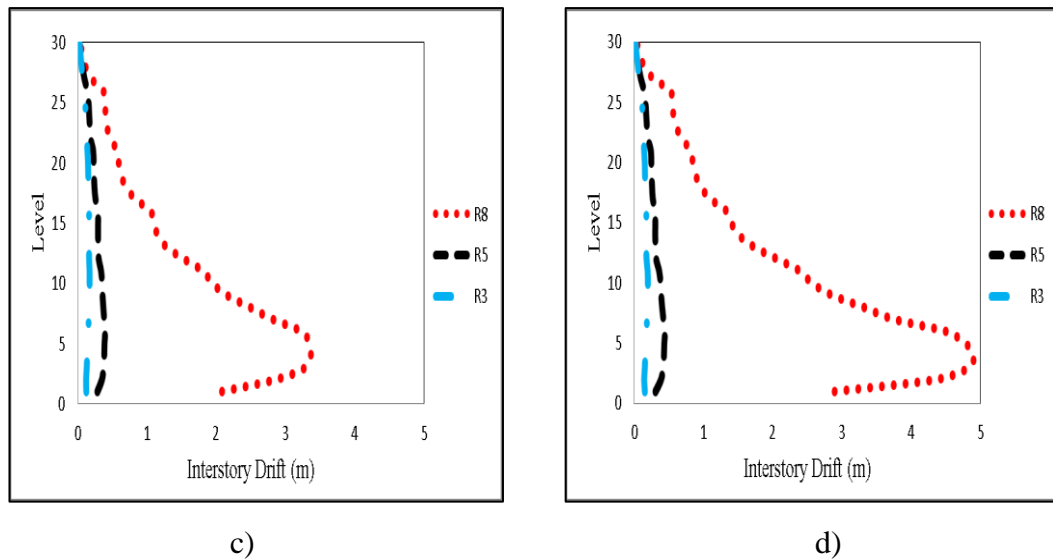 30
25
20
15
10
5
0
Level
0 1 2 3 4 5
Interstory Drift (m)
R8
R5
R3
c)
30
25
20
15
10
5
0
Level
0 1 2 3 4 5
Interstory Drift (m)
R8
R5
R3
d)